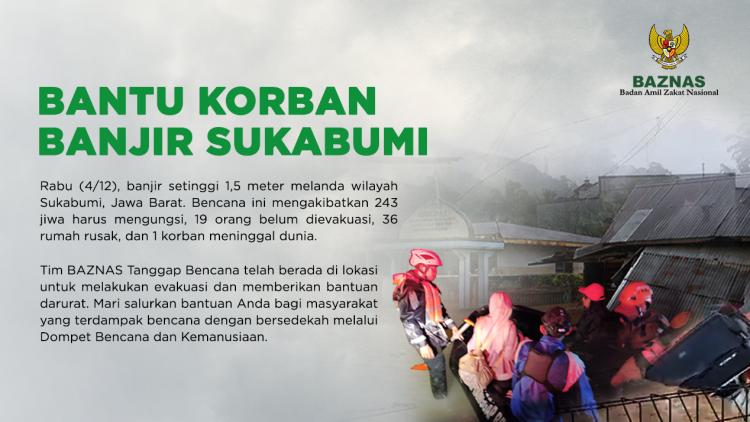 BAZNAS
Badan Amil Zakat Nasional
BANTU KORBAN
BANJIR SUKABUMI
Rabu (4/12), banjir setinggi 1,5 meter melanda wilayah
Sukabumi, Jawa Barat. Bencana ini mengakibatkan 243
jiwa harus mengungsi, 19 orang belum dievakuasi, 36
rumah rusak, dan 1 korban meninggal dunia.
Tim BAZNAS Tanggap Bencana telah berada di lokasi
untuk melakukan evakuasi dan memberikan bantuan
darurat. Mari salurkan bantuan Anda bagi masyarakat
yang terdampak bencana dengan bersedekah melalui
Dompet Bencana dan Kemanusiaan.